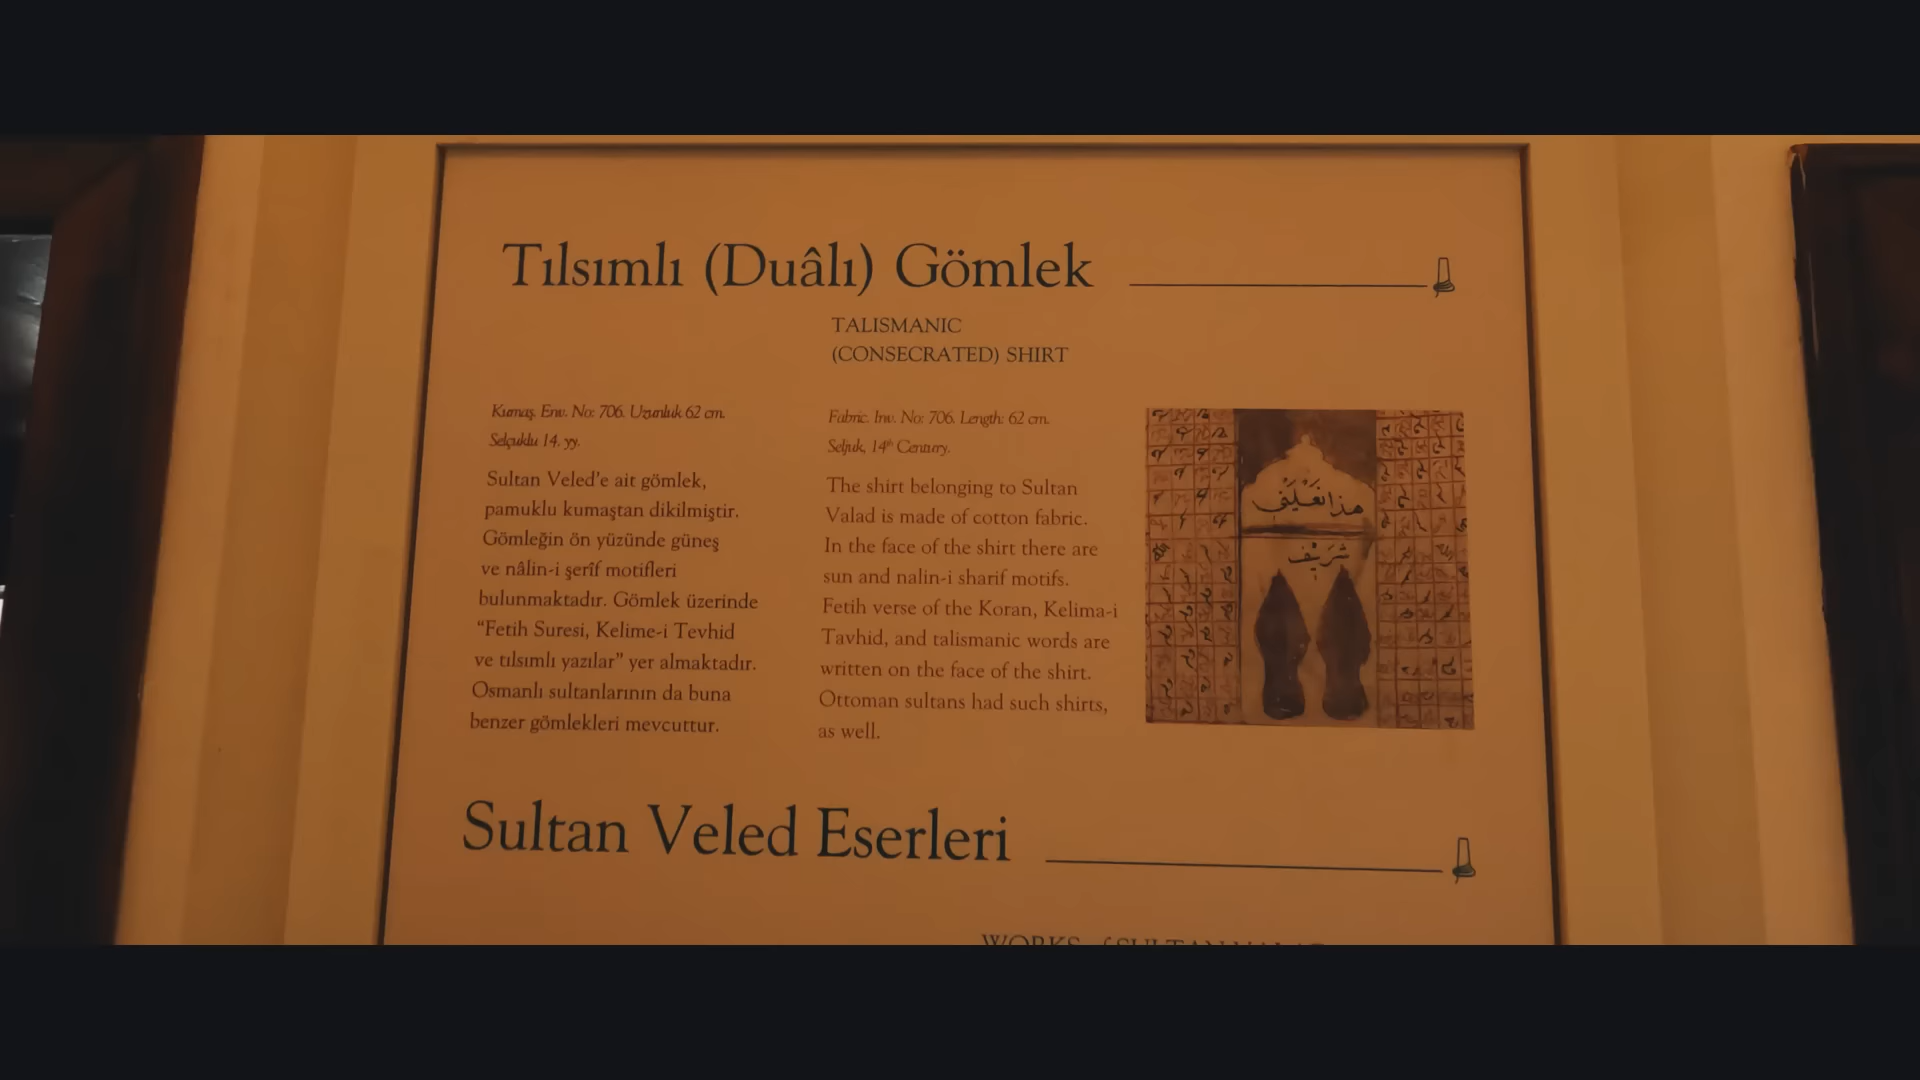 Tılsımlı (Duâlı) Gömlek
TALISMANIC
(CONSECRATED) SHIRT
Kumaş. Env. No: 706. Uzunluk 62 cm.
Selçuklu 14. yy.
Sultan Veled'e ait gömlek,
pamuklu kumaştan dikilmiştir.
Gömleğin ön yüzünde güneş
ve nâlin-i şerîf motifleri
bulunmaktadır. Gömlek üzerinde
“Fetih Suresi, Kelime-i Tevhid
ve tılsımlı yazılar” yer almaktadır.
Osmanlı sultanlarının da buna
benzer gömlekleri mevcuttur.
Fabric. Inv. No: 706. Length: 62 cm.
Seljuk, 14th Century.
The shirt belonging to Sultan
Valad is made of cotton fabric.
In the face of the shirt there are
sun and nalin-i sharif motifs.
Fetih verse of the Koran, Kelima-i
Tavhid, and talismanic words are
written on the face of the shirt.
Ottoman sultans had such shirts,
as well.
هذا نعلين
شريف
Sultan Veled Eserleri
WORKS of SULTAN VALAD